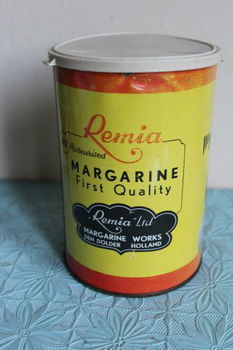 Remia
Pasteurised
MARGARINE
First Quality
Remia Ltd
MARGARINE WORKS
DEN DOLDER HOLLAND